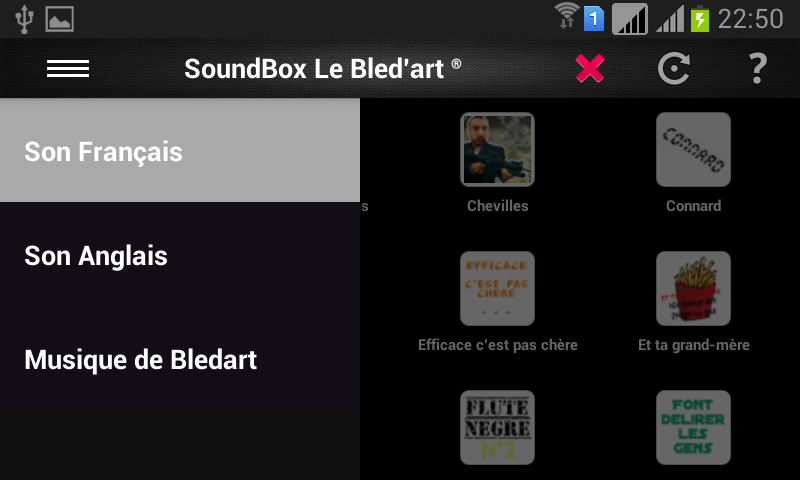 1
22:50
SoundBox Le Bled'art ®
?
Son Français
Son Anglais
Musique de Bledart
s
Chevilles
CONNARD
Connard
EFFICACE
C'EST PAS
CHÈRE
...
Efficace c'est pas chère
Et ta grand-mère
FLUTE
NEGRE
N°2
FONT
DELIRER
LES
GENS